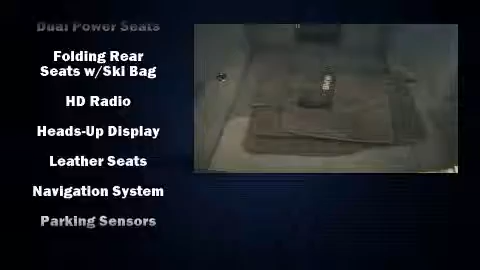 Dual Power Seats
Folding Rear
Seats w/Ski Bag
HD Radio
Heads-Up Display
Leather Seats
Navigation System
Parking Sensors